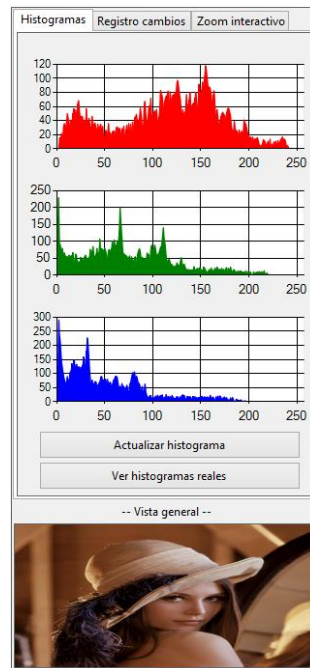 Histogramas Registro cambios Zoom interactivo
120
100
80
60
40
20
0
0 50 100 150 200 250
250
200
150
100
50
0
0 50 100 150 200 250
300
250
200
150
100
50
0
0 50 100 150 200 250
Actualizar histograma
Ver histogramas reales
-- Vista general --